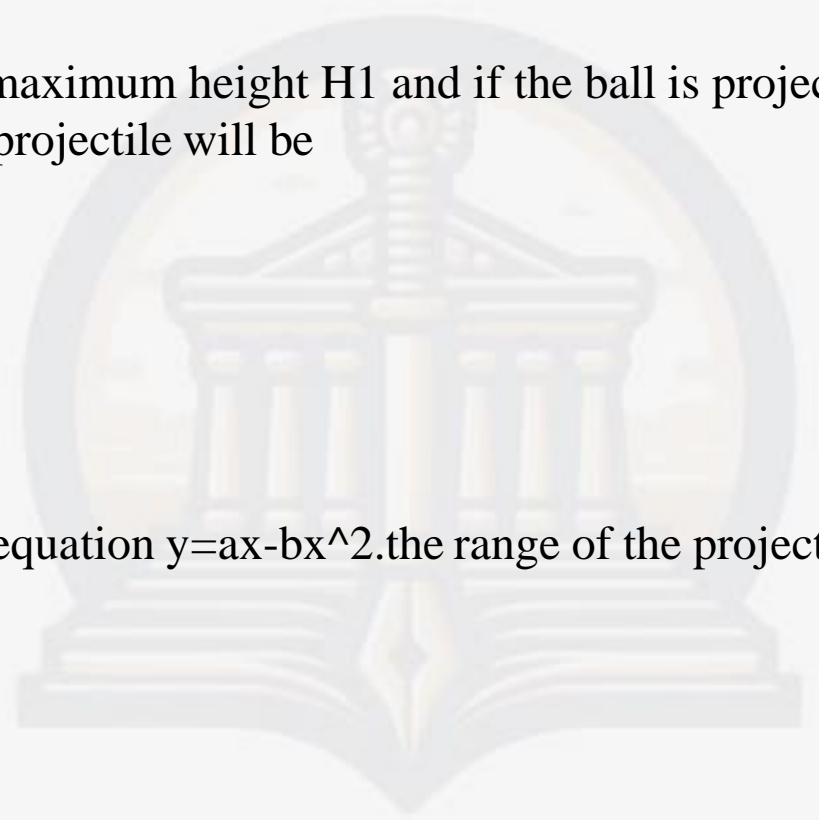 maximum height H1 and if the ball is projec
projectile will be
equation y=ax-bx^2.the range of the project